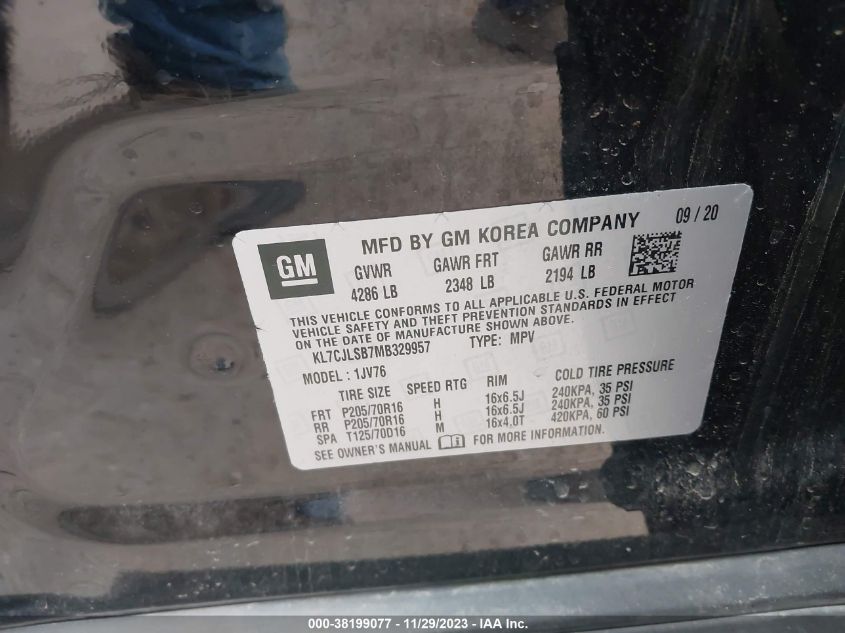 GM
MFD BY GM KOREA COMPANY 09 / 20
GVWR GAWR FRT GAWR RR
4286 LB 2348 LB 2194 LB
THIS VEHICLE CONFORMS TO ALL APPLICABLE U.S. FEDERAL MOTOR
VEHICLE SAFETY AND THEFT PREVENTION STANDARDS IN EFFECT
ON THE DATE OF MANUFACTURE SHOWN ABOVE.
KL7CJLSB7MB329957 TYPE: MPV
MODEL : 1JV76
TIRE SIZE SPEED RTG RIM COLD TIRE PRESSURE
FRT P205/70R16 H 16x6.5J 240KPA, 35 PSI
RR P205/70R16 H 16x6.5J 240KPA, 35 PSI
SPA T125/70D16 M 16x4.0T 420KPA, 60 PSI
SEE OWNER'S MANUAL FOR MORE INFORMATION.
000-38199077 - 11/29/2023 - IAA Inc.